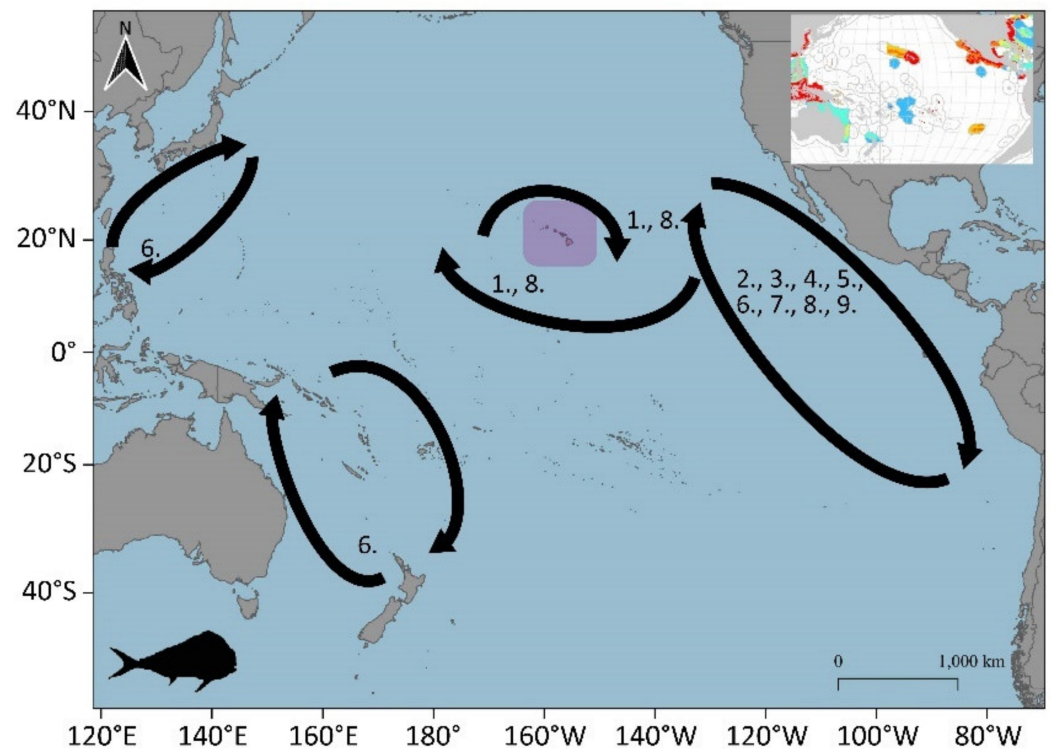 N
40°N
20°N
0°
20°S
40°S
6.
1., 8.
1., 8.
2., 3., 4., 5.,
6., 7., 8., 9.
6.
0 1,000 km
120°E 140°E 160°E 180° 160°W 140°W 120°W 100°W 80°W